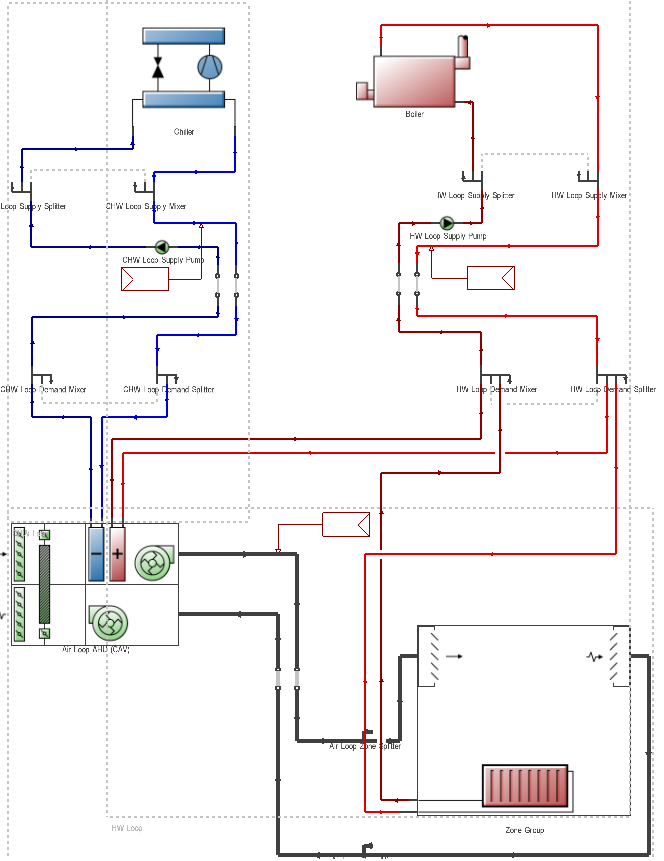 Chiller
Boiler
Loop Supply Splitter
CHW Loop Supply Mixer
IW Loop Supply Splitter
HW Loop Supply Mixer
CHW Loop Supply Pump
HW Loop Supply Pump
CHW Loop Demand Mixer
CHW Loop Demand Splitter
HW Loop Demand Mixer
HW Loop Demand Splitter
Air Loop AHU (CAV)
Air Loop Zone Splitter
HW Loop
Zone Group